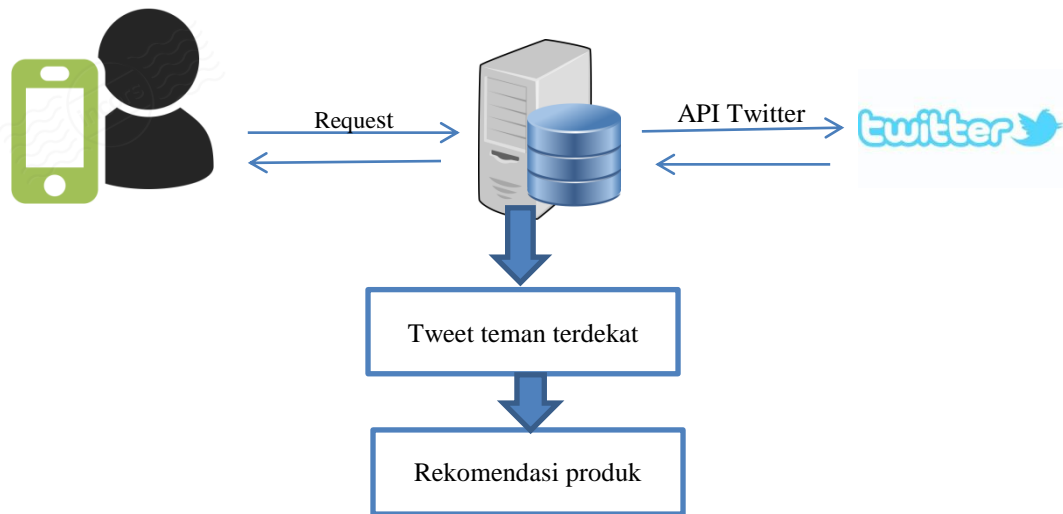 Request
API Twitter
twitter
Tweet teman terdekat
Rekomendasi produk